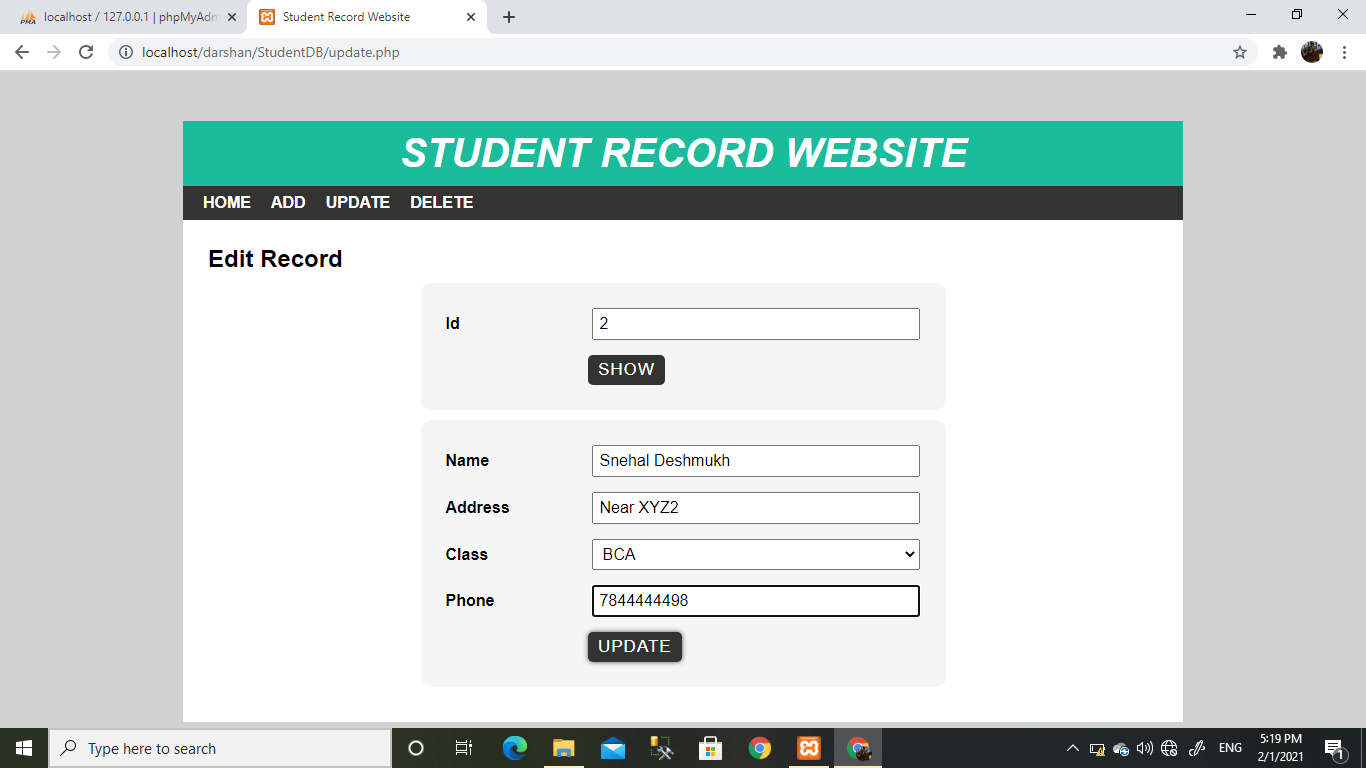 localhost / 127.0.0.1 | phpMyAdm
Student Record Website
localhost/darshan/StudentDB/update.php
STUDENT RECORD WEBSITE
HOME ADD UPDATE DELETE
Edit Record
Id 2
SHOW
Name Snehal Deshmukh
Address Near XYZ2
Class BCA
Phone 7844444498
UPDATE
Type here to search
ENG
5:19 PM
2/1/2021
1